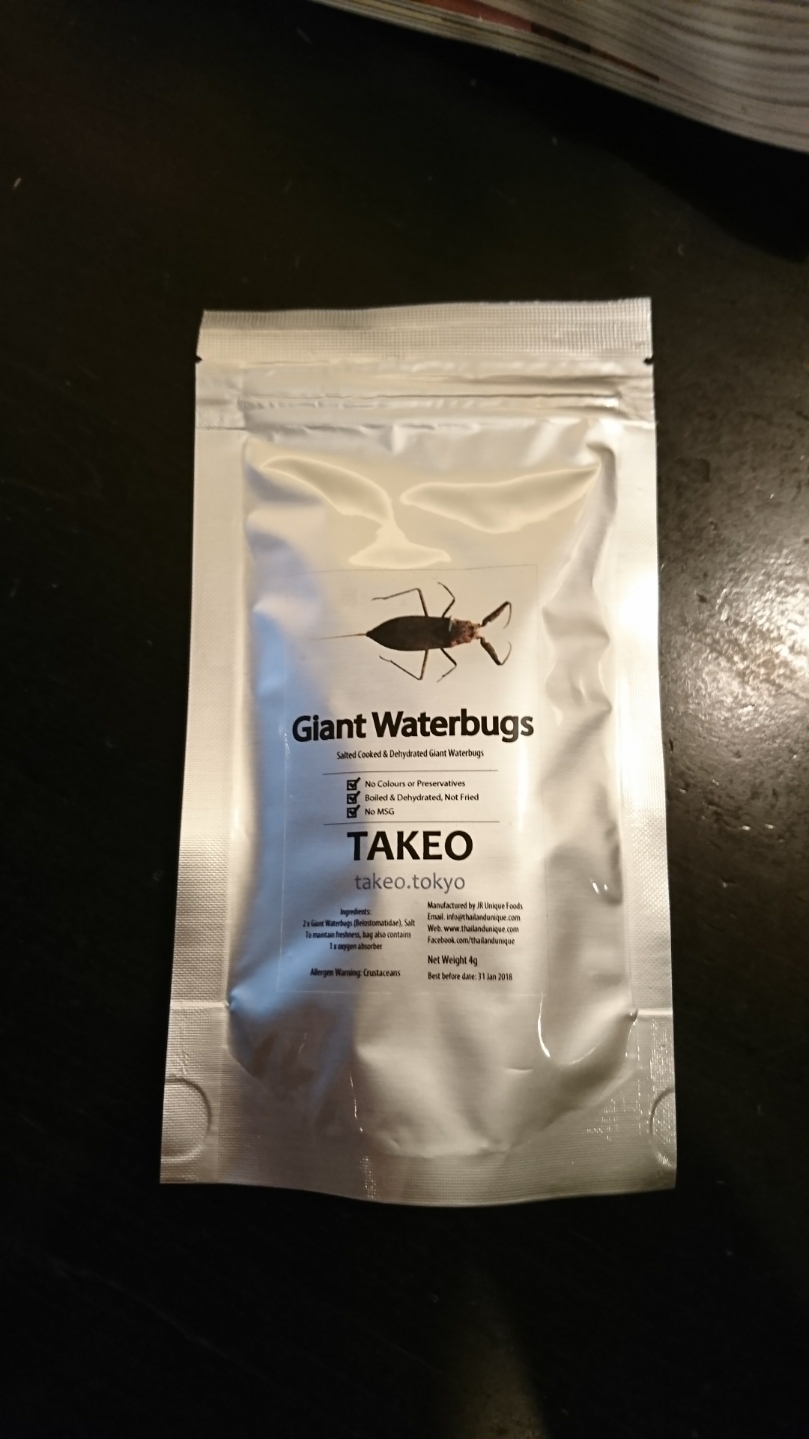 Giant Waterbugs
Salted Cooked & Dehydrated Giant Waterbugs
No Colours or Preservatives
Boiled & Dehydrated, Not Fried
No MSG
TAKEO
takeo.tokyo
Ingredients:
2 x Giant Waterbugs (Belostomatidae), Salt
To maintain freshness, bag also contains
1 x oxygen absorber
Allergen Warning: Crustaceans
Manufactured by JR Unique Foods
Email. info@thailandunique.com
Web. www.thailandunique.com
Facebook.com/thailandunique
Net Weight 4g
Best before date: 31 Jan 2018